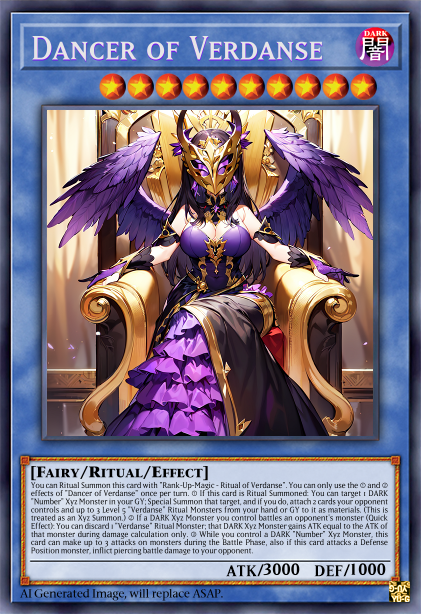 DANCER OF VERDANSE
DARK
闇
[FAIRY/RITUAL/EFFECT]
You can Ritual Summon this card with "Rank-Up-Magic - Ritual of Verdanse". You can only use the ① and ②
effects of "Dancer of Verdanse" once per turn. ① If this card is Ritual Summoned: You can target 1 DARK
"Number" Xyz Monster in your GY; Special Summon that target, and if you do, attach 2 cards your opponent
controls and up to 3 Level 5 "Verdanse" Ritual Monsters from your hand or GY to it as materials. (This is
treated as an Xyz Summon.) ② If a DARK Xyz Monster you control battles an opponent's monster (Quick
Effect): You can discard 1 "Verdanse" Ritual Monster; that DARK Xyz Monster gains ATK equal to the ATK of
that monster during damage calculation only. ③ While you control a DARK "Number" Xyz Monster, this
card can make up to 3 attacks on monsters during the Battle Phase, also if this card attacks a Defense
Position monster, inflict piercing battle damage to your opponent.
ATK/3000 DEF/1000
AI Generated Image, will replace ASAP.